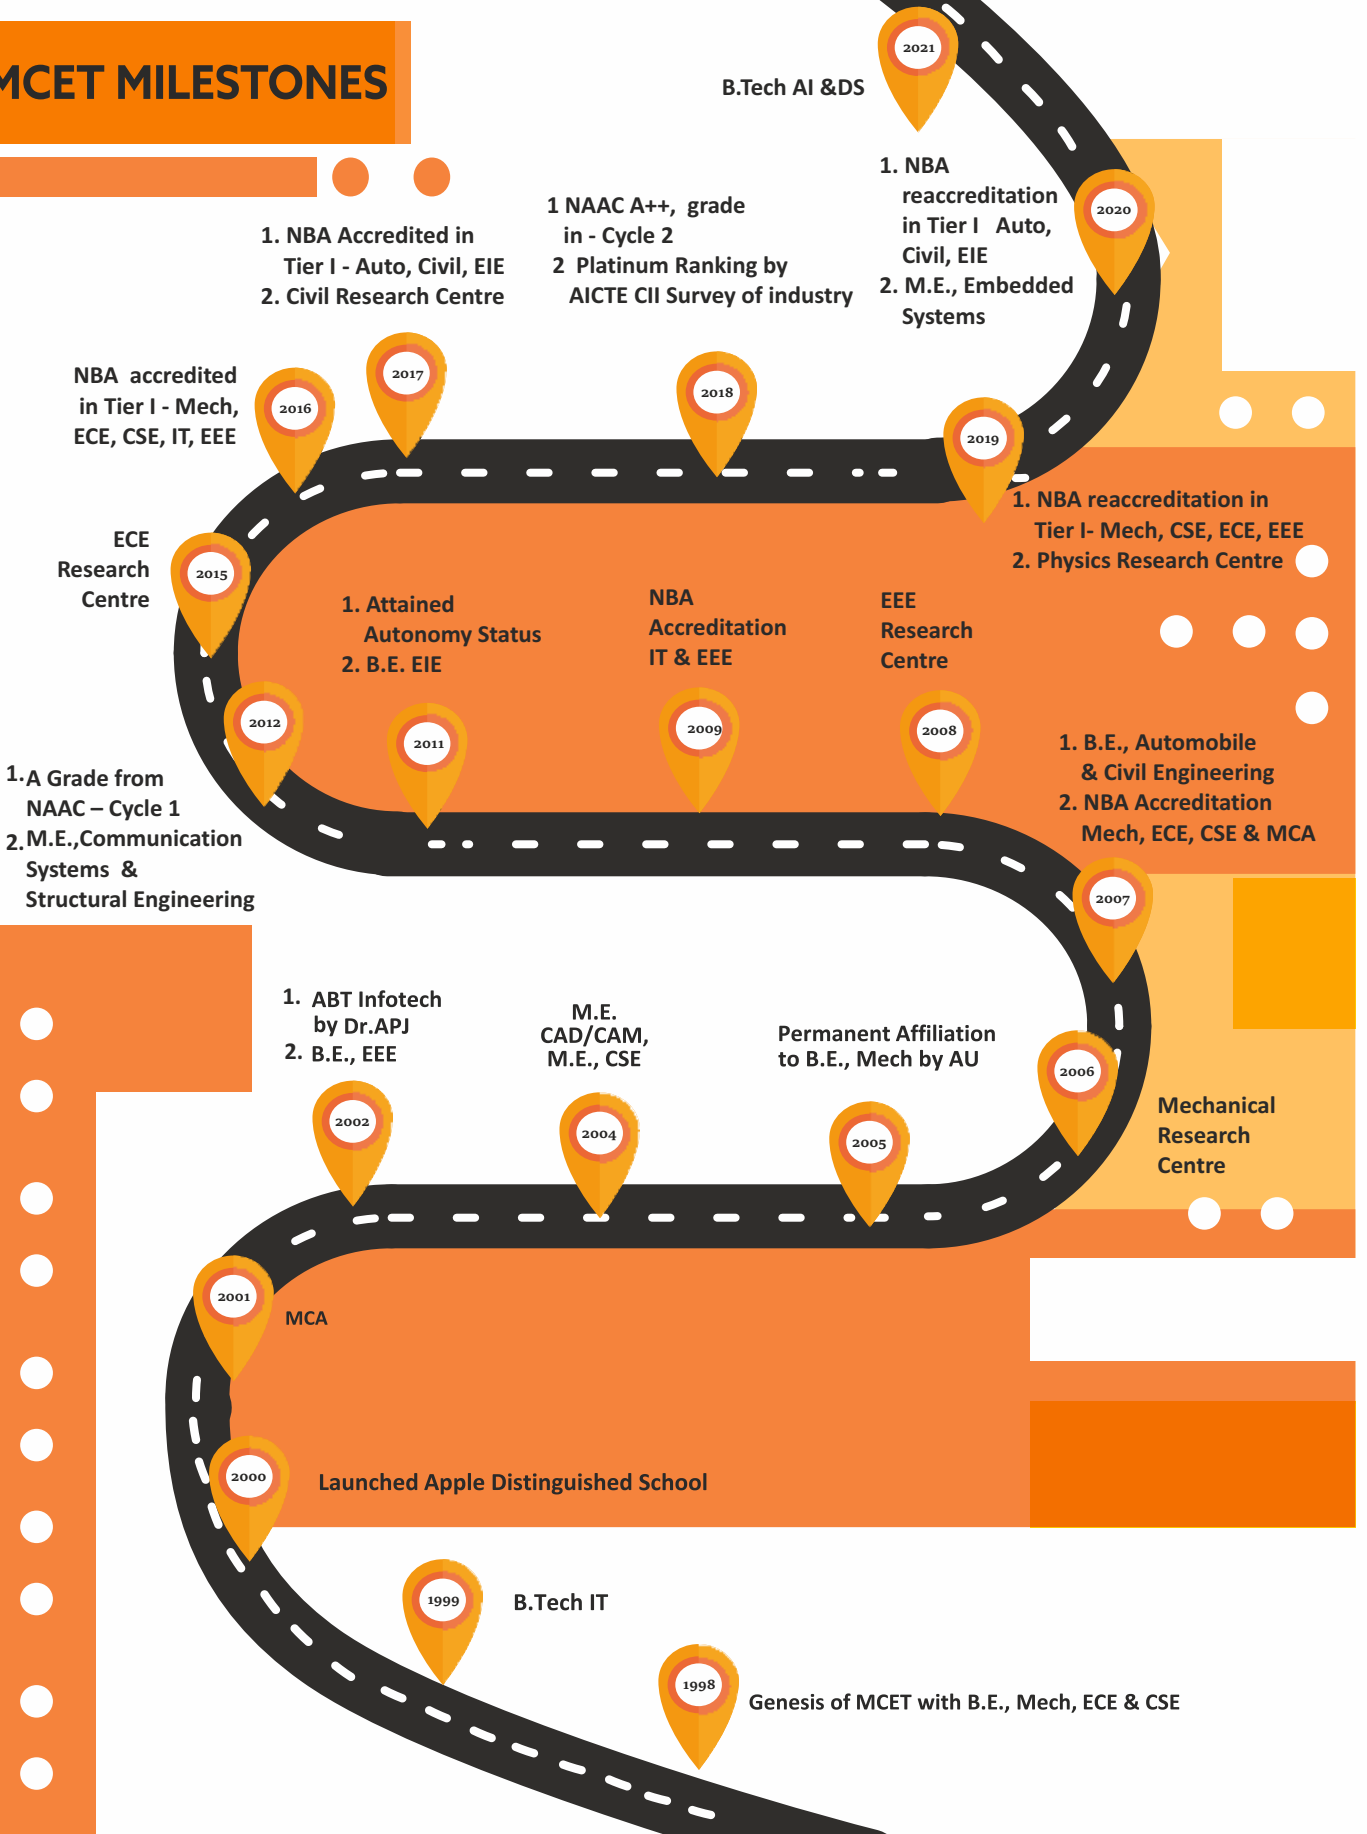 MCET MILESTONES
2021
B.Tech AI &DS
1. NBA
reaccreditation
in Tier I Auto,
Civil, EIE
2. M.E., Embedded
Systems
2020
1 NAAC A++, grade
in - Cycle 2
2 Platinum Ranking by
AICTE CII Survey of industry
1. NBA Accredited in
Tier I - Auto, Civil, EIE
2. Civil Research Centre
NBA accredited
in Tier I - Mech,
ECE, CSE, IT, EEE
2016
2017
2018
2019
1. NBA reaccreditation in
Tier I- Mech, CSE, ECE, EEE
2. Physics Research Centre
ECE
Research
Centre
2015
1. Attained
Autonomy Status
2. B.E. EIE
NBA
Accreditation
IT & EEE
EEE
Research
Centre
2012
2011
2009
2008
1. A Grade from
NAAC – Cycle 1
2. M.E.,Communication
Systems &
Structural Engineering
1. B.E., Automobile
& Civil Engineering
2. NBA Accreditation
Mech, ECE, CSE & MCA
2007
1. ABT Infotech
by Dr.APJ
2. B.E., EEE
M.E.
CAD/CAM,
M.E., CSE
Permanent Affiliation
to B.E., Mech by AU
2006
Mechanical
Research
Centre
2002
2004
2005
2001
MCA
2000
Launched Apple Distinguished School
1999
B.Tech IT
1998
Genesis of MCET with B.E., Mech, ECE & CSE